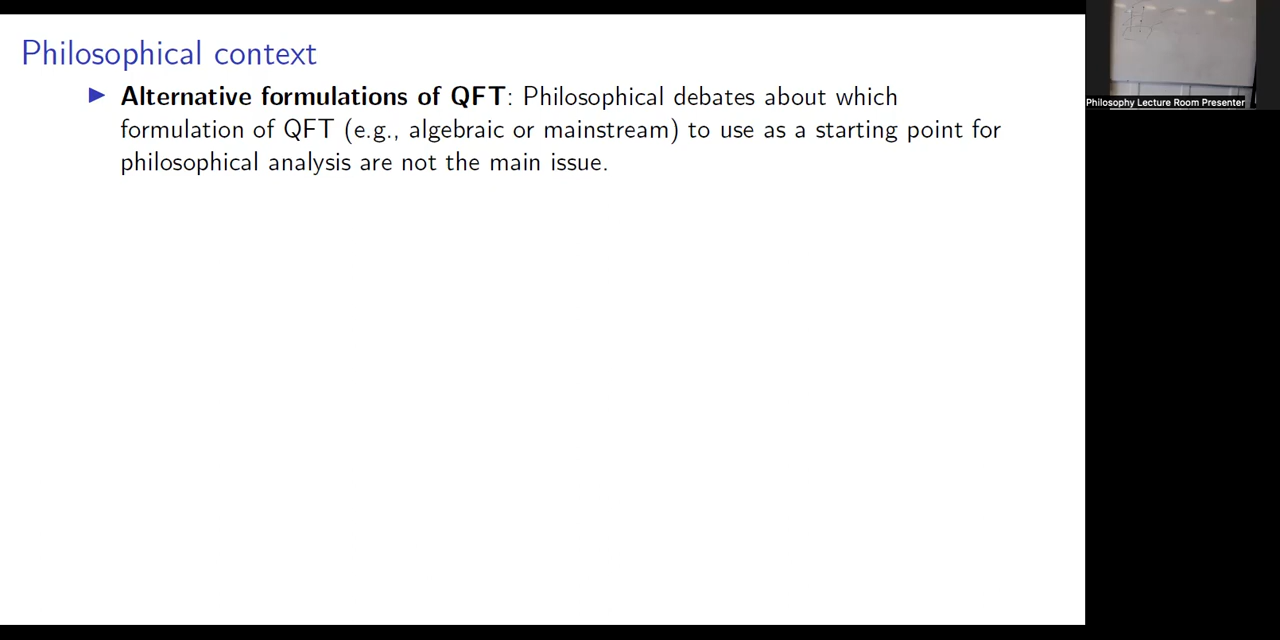 Philosophical context
▶ Alternative formulations of QFT: Philosophical debates about which
formulation of QFT (e.g., algebraic or mainstream) to use as a starting point for
philosophical analysis are not the main issue.
Philosophy Lecture Room Presenter